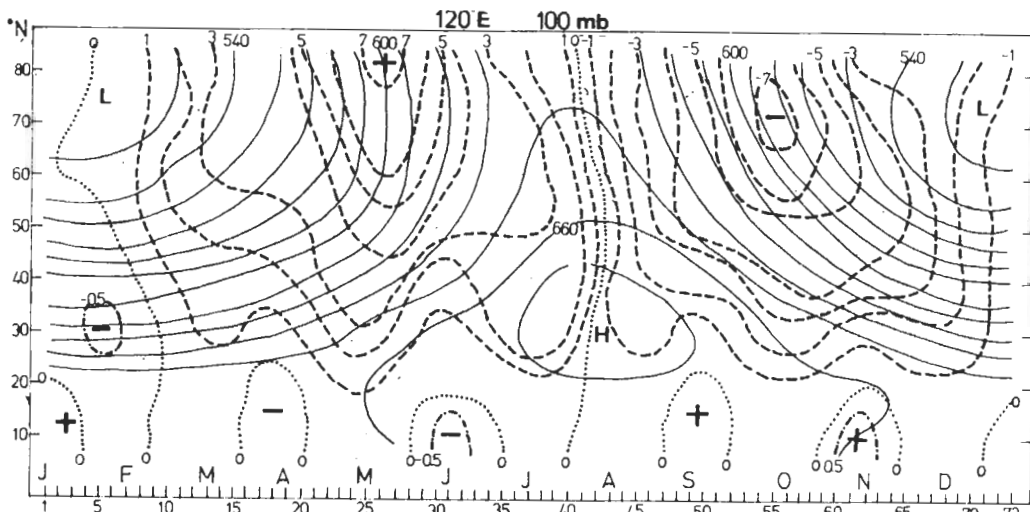 120°E 100 mb
°N 0 1 3 540 5 7 600 7 5 3 1 0 -1 -3 -5 600 -5 -3 540 -1
80 + -7
L L
70 −
60
50 660
40
-05
30 − H
20 0 0
+ − +
10 − +
0 0 0 0 0 -05 0 0 0 0 0 05 0 0
J F M A M J J A S O N D
1 5 10 15 20 25 30 35 40 45 50 55 60 65 70 72